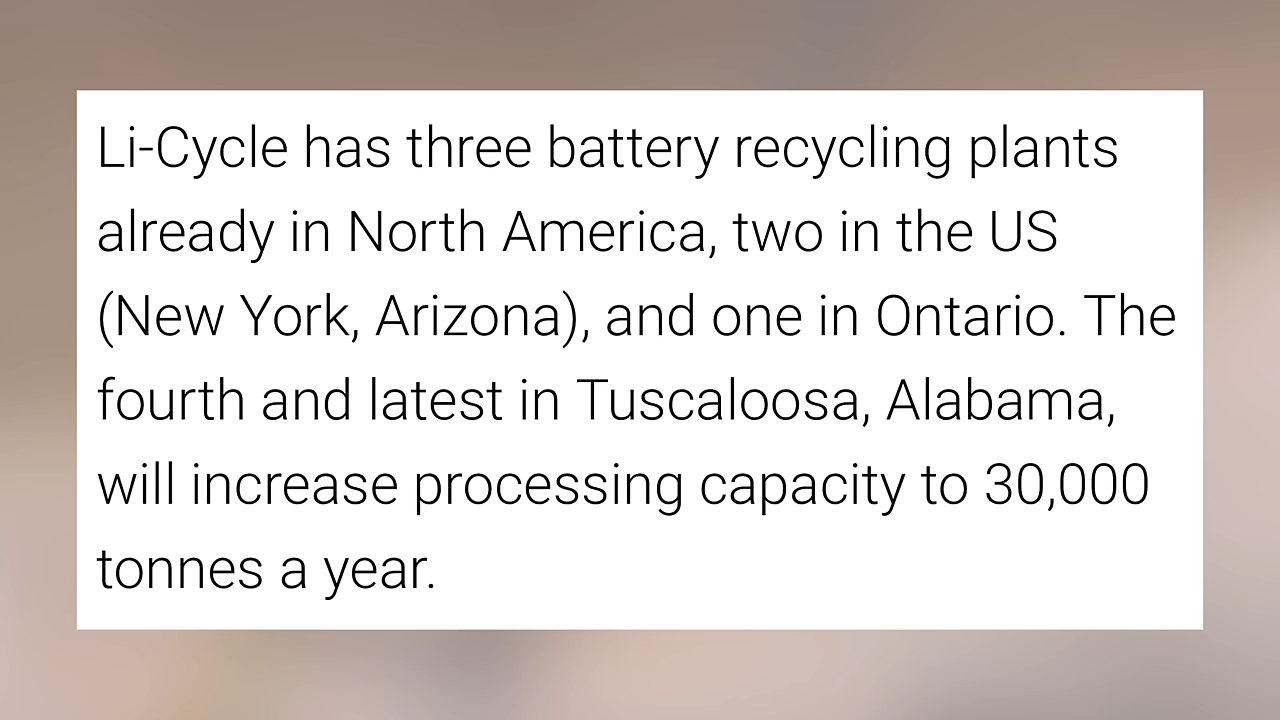 Li-Cycle has three battery recycling plants
already in North America, two in the US
(New York, Arizona), and one in Ontario. The
fourth and latest in Tuscaloosa, Alabama,
will increase processing capacity to 30,000
tonnes a year.